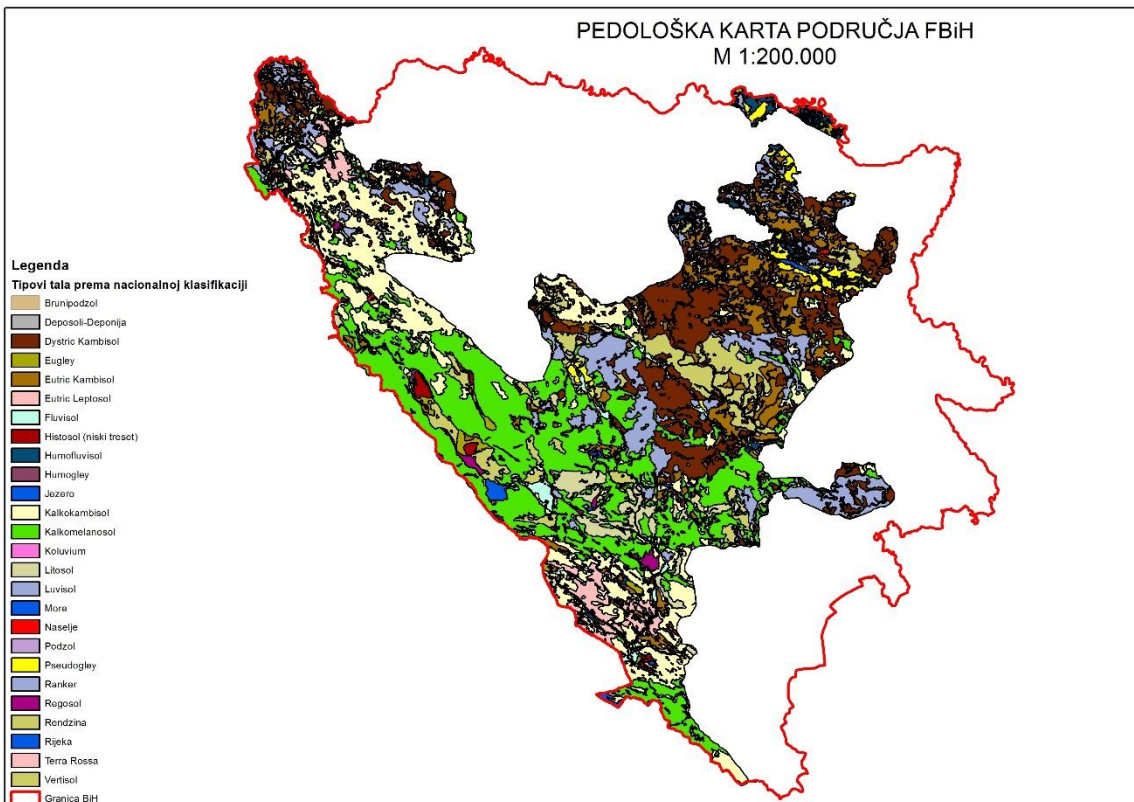 PEDOLOŠKA KARTA PODRUČJA FBiH
M 1:200.000
Legenda
Tipovi tala prema nacionalnoj klasifikaciji
Brunipodzol
Deposoli-Deponija
Dystric Kambisol
Eugley
Eutric Kambisol
Eutric Leptosol
Fluvisol
Histosol (niski treset)
Humofluvisol
Humogley
Jezero
Kalkokambisol
Kalkomelanosol
Koluvium
Litosol
Luvisol
More
Naselje
Podzol
Pseudogley
Ranker
Regosol
Rendzina
Rijeka
Terra Rossa
Vertisol
Granica BiH